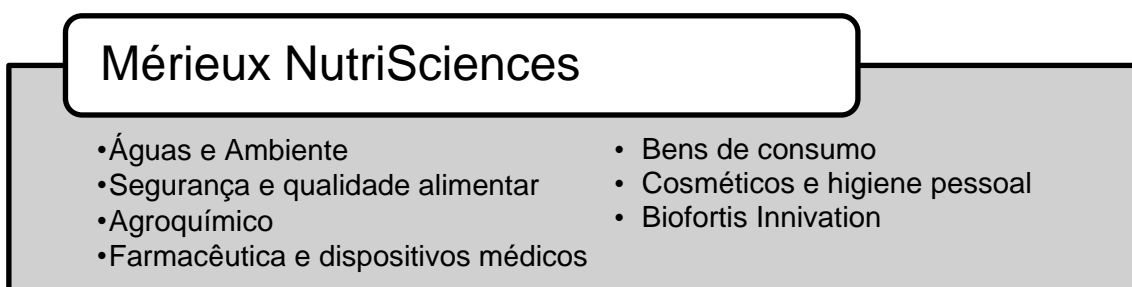 Mérieux NutriSciences
•Águas e Ambiente
•Segurança e qualidade alimentar
•Agroquímico
•Farmacêutica e dispositivos médicos
• Bens de consumo
• Cosméticos e higiene pessoal
• Biofortis Innivation